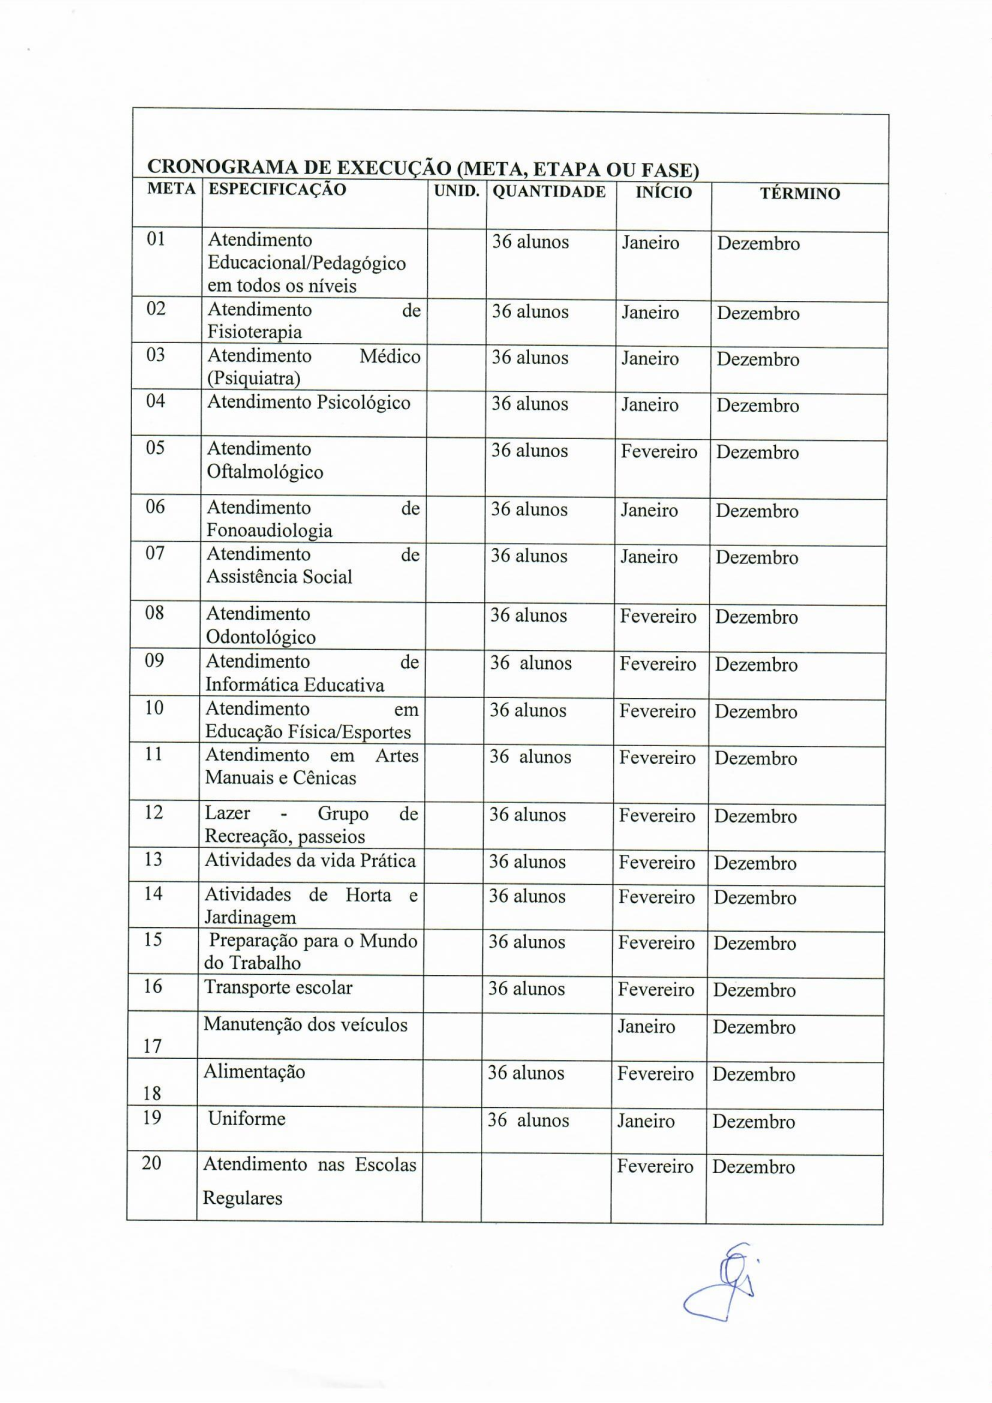 CRONOGRAMA DE EXECUÇÃO (META, ETAPA OU FASE)
META ESPECIFICAÇÃO UNID. QUANTIDADE INÍCIO TÉRMINO
01 Atendimento 36 alunos Janeiro Dezembro
Educacional/Pedagógico
em todos os níveis
02 Atendimento de 36 alunos Janeiro Dezembro
Fisioterapia
03 Atendimento Médico 36 alunos Janeiro Dezembro
(Psiquiatra)
04 Atendimento Psicológico 36 alunos Janeiro Dezembro
05 Atendimento 36 alunos Fevereiro Dezembro
Oftalmológico
06 Atendimento de 36 alunos Janeiro Dezembro
Fonoaudiologia
07 Atendimento de 36 alunos Janeiro Dezembro
Assistência Social
08 Atendimento 36 alunos Fevereiro Dezembro
Odontológico
09 Atendimento de 36 alunos Fevereiro Dezembro
Informática Educativa
10 Atendimento em 36 alunos Fevereiro Dezembro
Educação Física/Esportes
11 Atendimento em Artes 36 alunos Fevereiro Dezembro
Manuais e Cênicas
12 Lazer - Grupo de 36 alunos Fevereiro Dezembro
Recreação, passeios
13 Atividades da vida Prática 36 alunos Fevereiro Dezembro
14 Atividades de Horta e 36 alunos Fevereiro Dezembro
Jardinagem
15 Preparação para o Mundo 36 alunos Fevereiro Dezembro
do Trabalho
16 Transporte escolar 36 alunos Fevereiro Dezembro
Manutenção dos veículos Janeiro Dezembro
17
Alimentação 36 alunos Fevereiro Dezembro
18
19 Uniforme 36 alunos Janeiro Dezembro
20 Atendimento nas Escolas Fevereiro Dezembro
Regulares